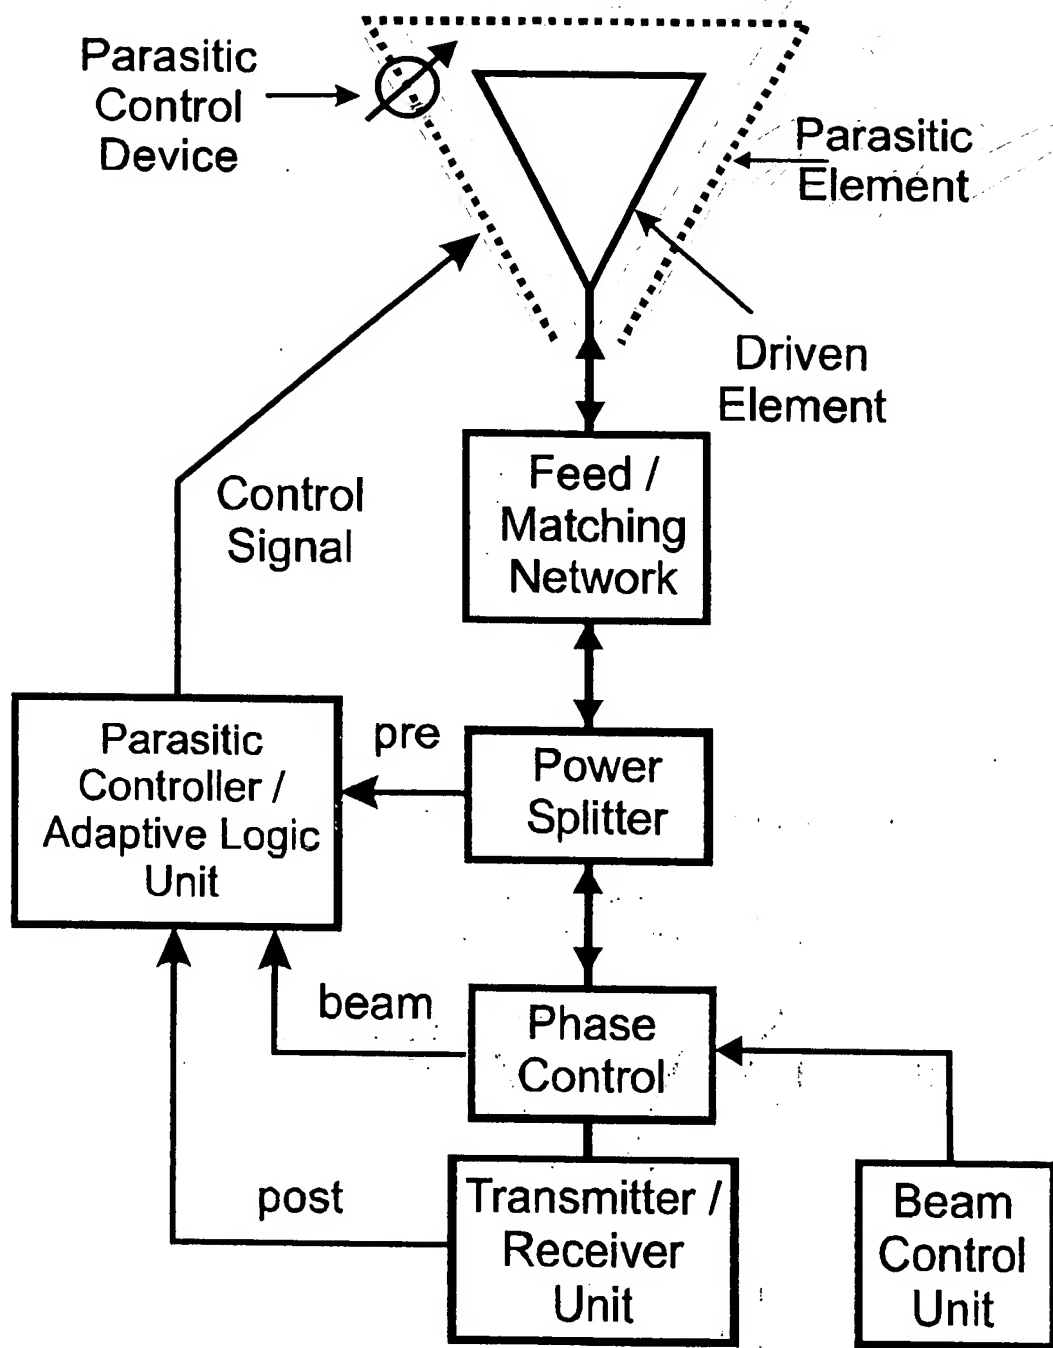 Parasitic
Control
Device
Parasitic
Element
Driven
Element
Feed /
Matching
Network
Control
Signal
pre
Power
Splitter
Parasitic
Controller /
Adaptive Logic
Unit
beam
Phase
Control
post
Transmitter /
Receiver
Unit
Beam
Control
Unit